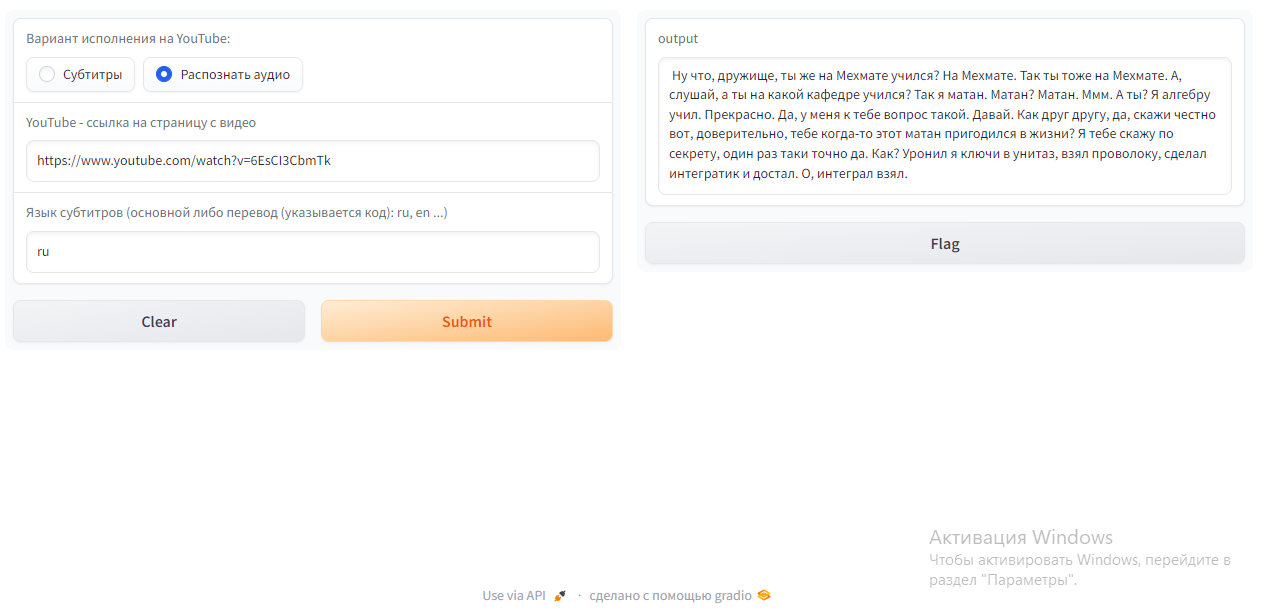 Вариант исполнения на YouTube:
Субтитры
Распознать аудио
YouTube - ссылка на страницу с видео
https://www.youtube.com/watch?v=6EsCI3CbmTk
Язык субтитров (основной либо перевод (указывается код): ru, en ...)
ru
Clear
Submit
output
Ну что, дружище, ты же на Мехмате учился? На Мехмате. Так ты тоже на Мехмате. А,
слушай, а ты на какой кафедре учился? Так я матан. Матан? Матан. Ммм. А ты? Я алгебру
учил. Прекрасно. Да, у меня к тебе вопрос такой. Давай. Как друг другу, да, скажи честно
вот, доверительно, тебе когда-то этот матан пригодился в жизни? Я тебе скажу по
секрету, один раз таки точно да. Как? Уронил я ключи в унитаз, взял проволоку, сделал
интегратик и достал. О, интеграл взял.
Flag
Активация Windows
Чтобы активировать Windows, перейдите в
раздел "Параметры".
Use via API · сделано с помощью gradio